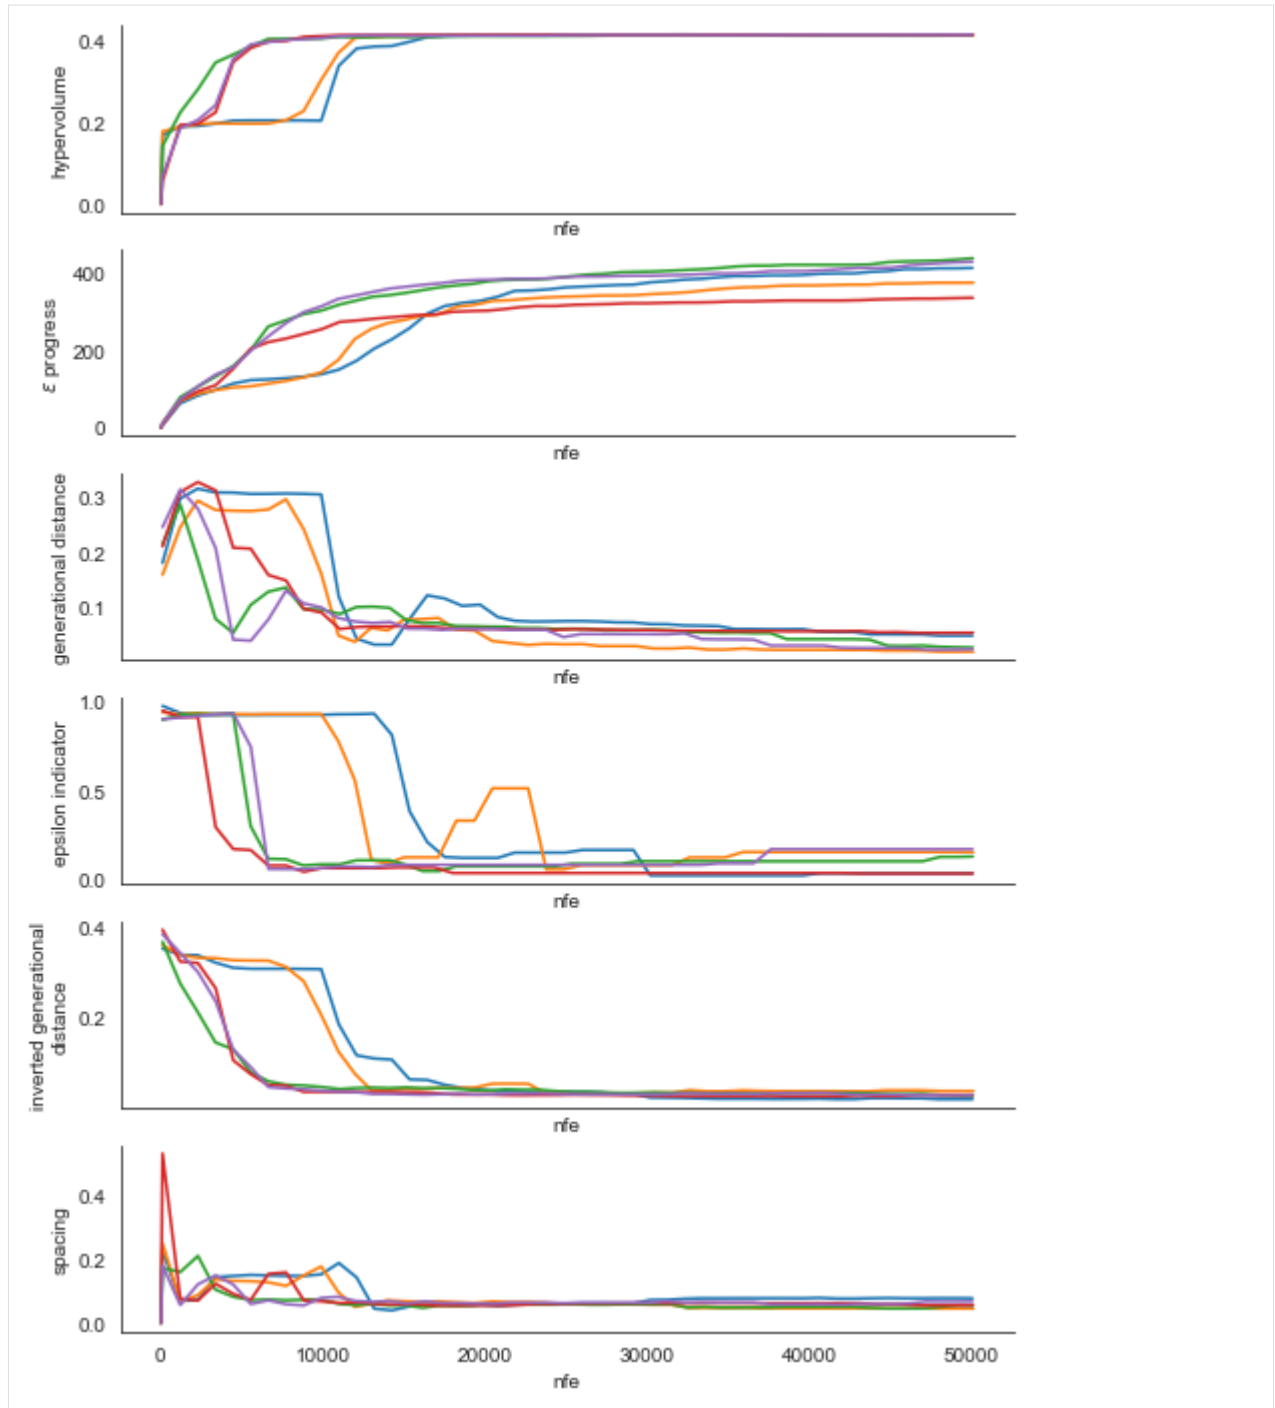 hypervolume
0.4
0.2
0.0
nfe
ε progress
400
200
0
nfe
generational distance
0.3
0.2
0.1
nfe
epsilon indicator
1.0
0.5
0.0
nfe
inverted generational
distance
0.4
0.2
nfe
spacing
0.4
0.2
0.0
0 10000 20000 30000 40000 50000
nfe